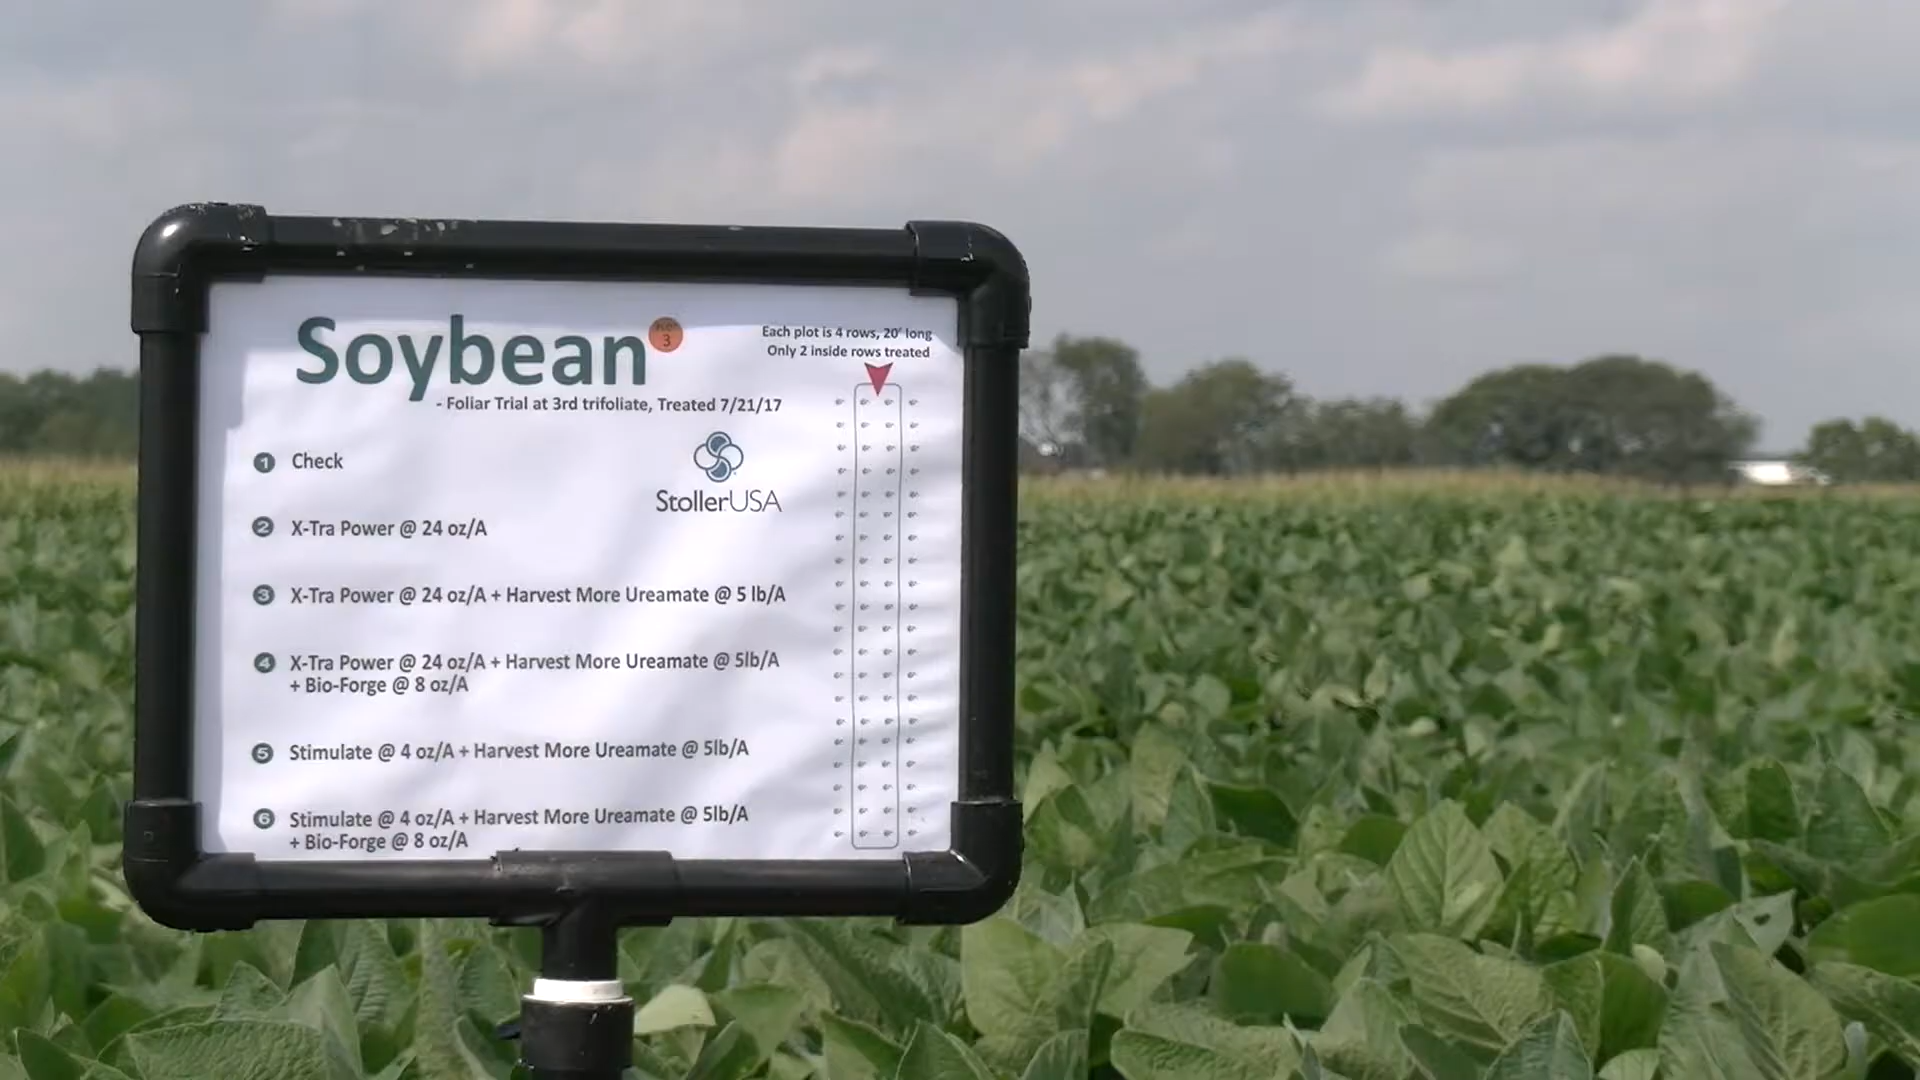 Soybean
PLOT
3
Each plot is 4 rows, 20' long
Only 2 inside rows treated
- Foliar Trial at 3rd trifoliate, Treated 7/21/17
StollerUSA
1 Check
2 X-Tra Power @ 24 oz/A
3 X-Tra Power @ 24 oz/A + Harvest More Ureamate @ 5 lb/A
4 X-Tra Power @ 24 oz/A + Harvest More Ureamate @ 5lb/A
+ Bio-Forge @ 8 oz/A
5 Stimulate @ 4 oz/A + Harvest More Ureamate @ 5lb/A
6 Stimulate @ 4 oz/A + Harvest More Ureamate @ 5lb/A
+ Bio-Forge @ 8 oz/A